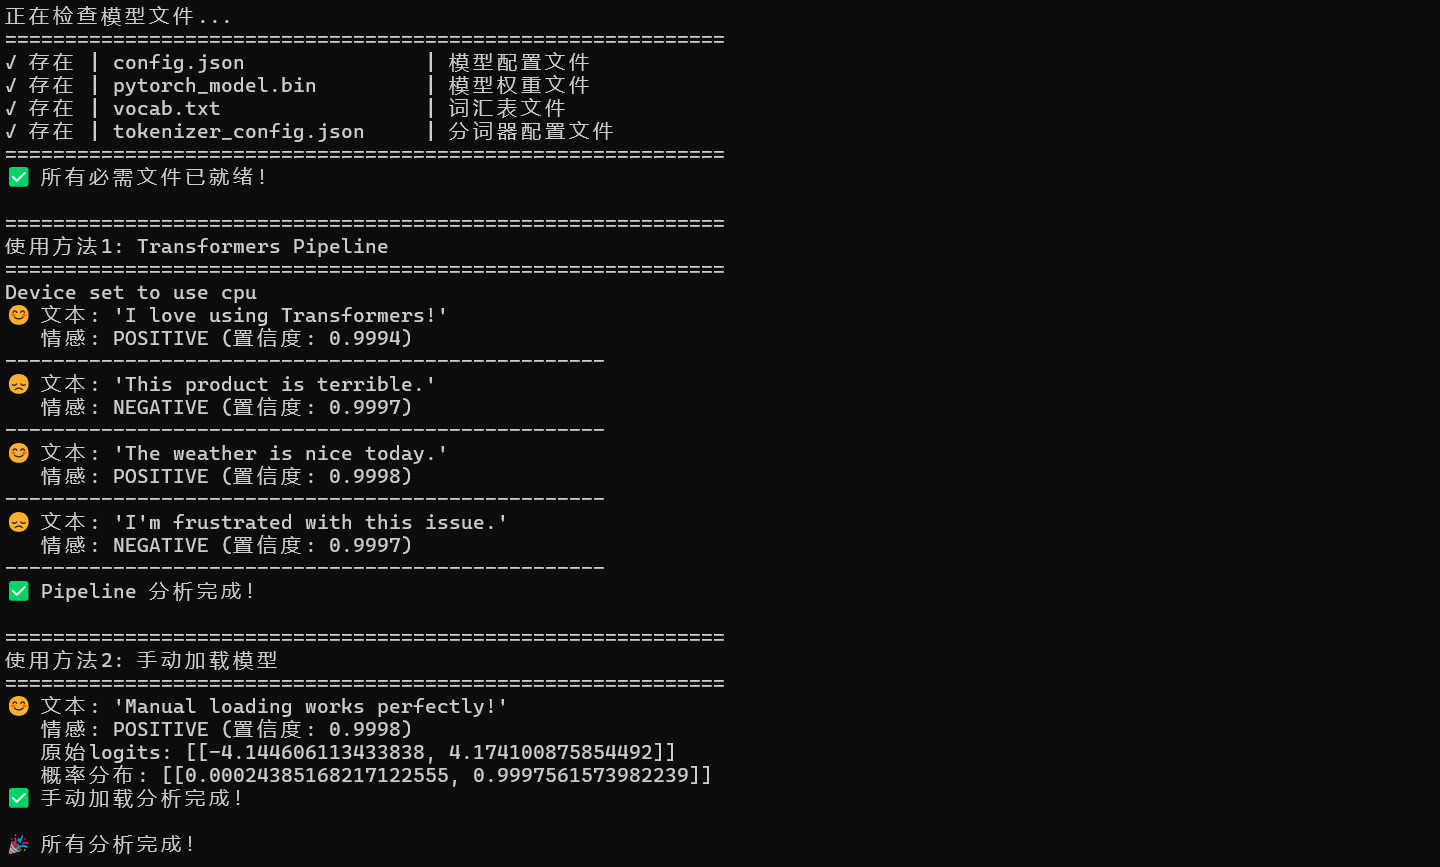 正在检查模型文件...
============================================================
✓ 存在 | config.json | 模型配置文件
✓ 存在 | pytorch_model.bin | 模型权重文件
✓ 存在 | vocab.txt | 词汇表文件
✓ 存在 | tokenizer_config.json | 分词器配置文件
============================================================
✅ 所有必需文件已就绪!
============================================================
使用方法1: Transformers Pipeline
============================================================
Device set to use cpu
😊 文本: 'I love using Transformers!'
情感: POSITIVE (置信度: 0.9994)
--------------------------------------------------
😞 文本: 'This product is terrible.'
情感: NEGATIVE (置信度: 0.9997)
--------------------------------------------------
😊 文本: 'The weather is nice today.'
情感: POSITIVE (置信度: 0.9998)
--------------------------------------------------
😞 文本: 'I'm frustrated with this issue.'
情感: NEGATIVE (置信度: 0.9997)
--------------------------------------------------
✅ Pipeline 分析完成!
============================================================
使用方法2: 手动加载模型
============================================================
😊 文本: 'Manual loading works perfectly!'
情感: POSITIVE (置信度: 0.9998)
原始logits: [[-4.144606113433838, 4.174100875854492]]
概率分布: [[0.00024385168217122555, 0.9997561573982239]]
✅ 手动加载分析完成!
🎉 所有分析完成!